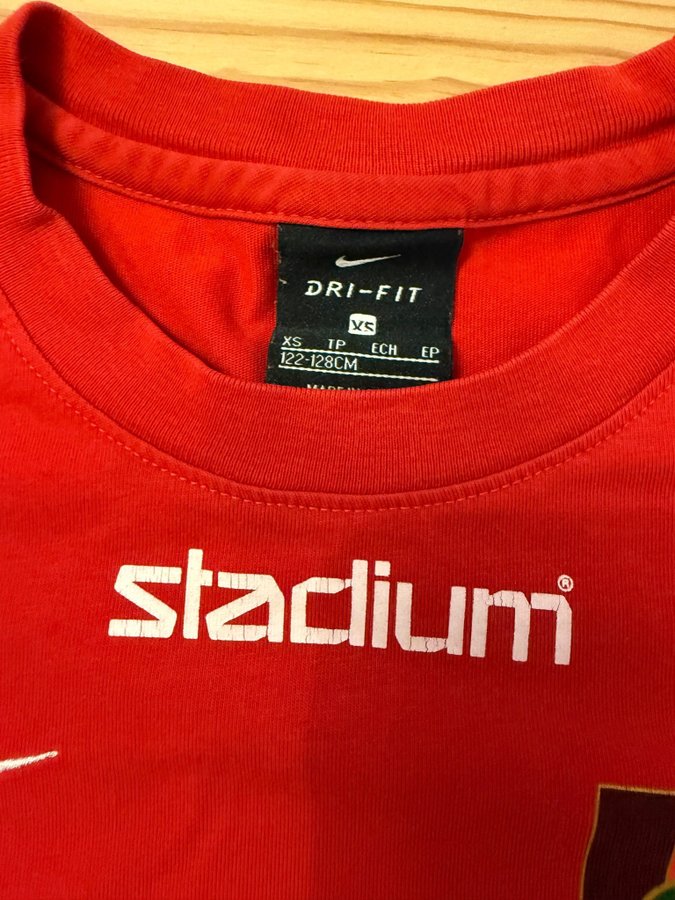 DRI-FIT
XS
XS TP ECH EP
122-128CM
stadium®